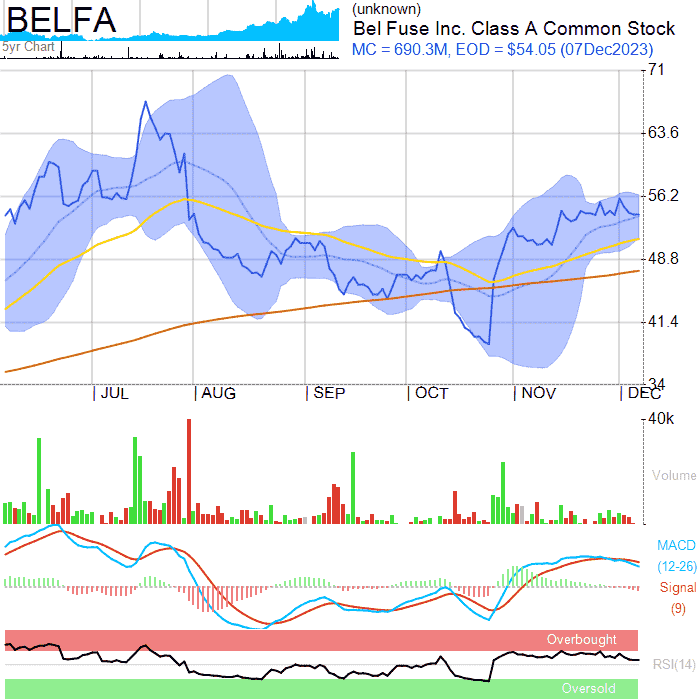 BELFA
5yr Chart
(unknown)
Bel Fuse Inc. Class A Common Stock
MC = 690.3M, EOD = $54.05 (07Dec2023)
71
63.6
56.2
48.8
41.4
34
JUL
AUG
SEP
OCT
NOV
DEC
40k
Volume
MACD
(12-26)
Signal
(9)
Overbought
RSI(14)
Oversold